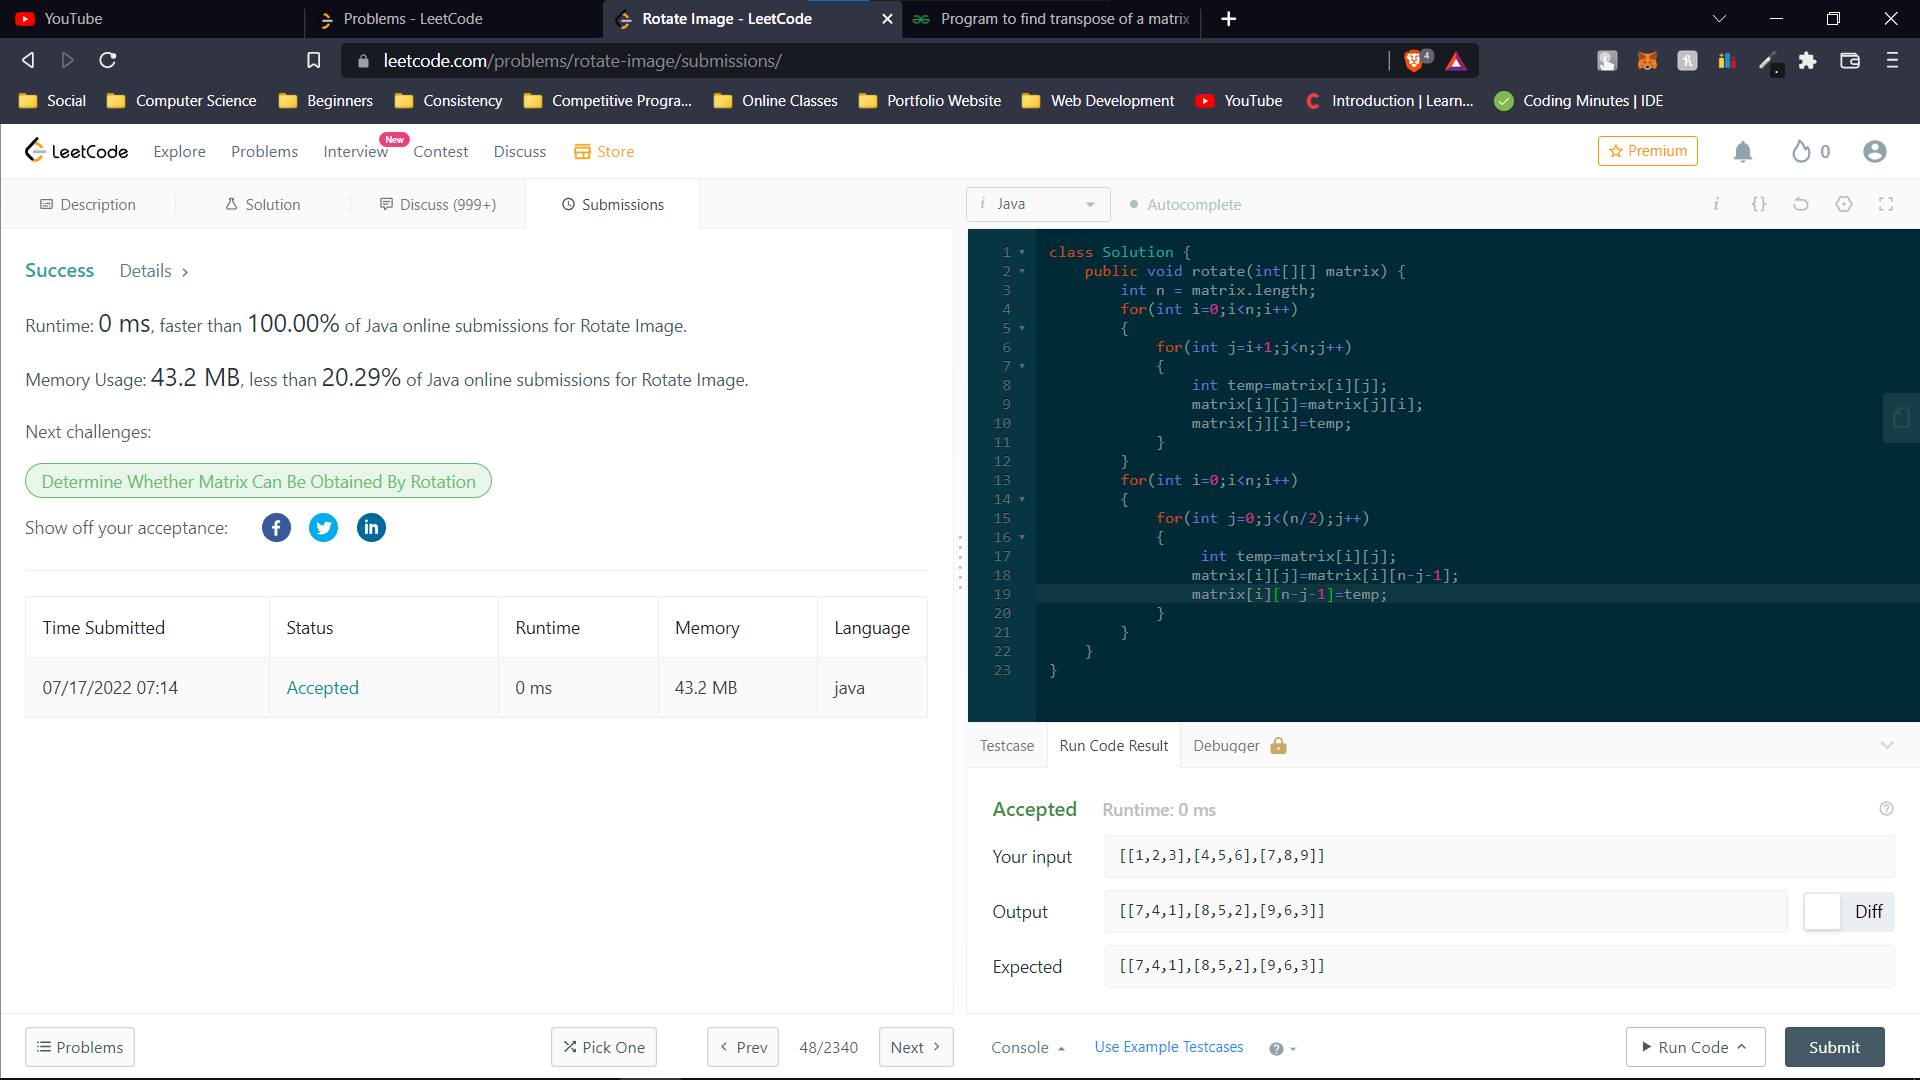 YouTube
Problems - LeetCode
Rotate Image - LeetCode
Program to find transpose of a matrix
leetcode.com/problems/rotate-image/submissions/
4
Social
Computer Science
Beginners
Consistency
Competitive Progra...
Online Classes
Portfolio Website
Web Development
YouTube
Introduction | Learn...
Coding Minutes | IDE
LeetCode
Explore
Problems
Interview
New
Contest
Discuss
Store
Premium
0
Description
Solution
Discuss (999+)
Submissions
Java
Autocomplete
Success
Details
Runtime: 0 ms, faster than 100.00% of Java online submissions for Rotate Image.
Memory Usage: 43.2 MB, less than 20.29% of Java online submissions for Rotate Image.
Next challenges:
Determine Whether Matrix Can Be Obtained By Rotation
Show off your acceptance:
Time Submitted Status Runtime Memory Language
07/17/2022 07:14 Accepted 0 ms 43.2 MB java
1 class Solution {
2 public void rotate(int[][] matrix) {
3 int n = matrix.length;
4 for(int i=0;i<n;i++)
5 {
6 for(int j=i+1;j<n;j++)
7 {
8 int temp=matrix[i][j];
9 matrix[i][j]=matrix[j][i];
10 matrix[j][i]=temp;
11 }
12 }
13 for(int i=0;i<n;i++)
14 {
15 for(int j=0;j<(n/2);j++)
16 {
17 int temp=matrix[i][j];
18 matrix[i][j]=matrix[i][n-j-1];
19 matrix[i][n-j-1]=temp;
20 }
21 }
22 }
23 }
Testcase
Run Code Result
Debugger
Accepted Runtime: 0 ms
Your input [[1,2,3],[4,5,6],[7,8,9]]
Output [[7,4,1],[8,5,2],[9,6,3]]
Diff
Expected [[7,4,1],[8,5,2],[9,6,3]]
Problems
Pick One
Prev
48/2340
Next
Console
Use Example Testcases
Run Code
Submit